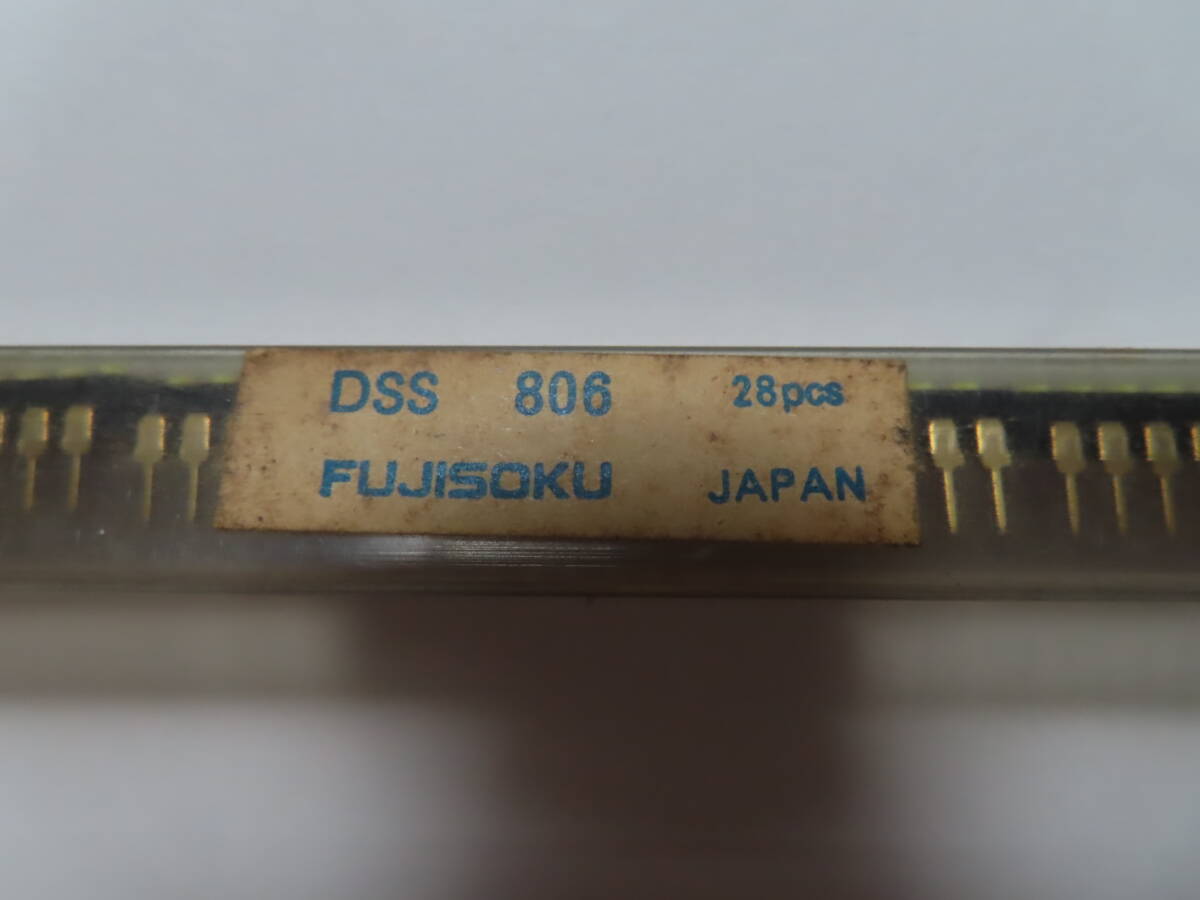 DSS 806 28pcs
FUJISOKU JAPAN